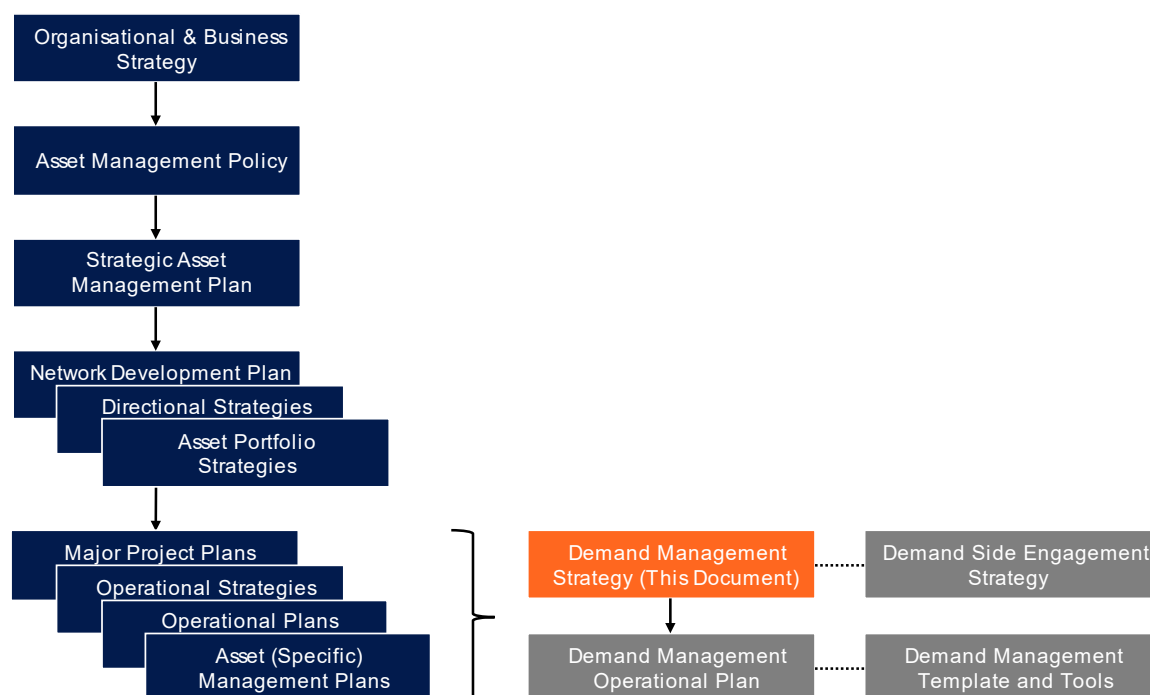 Organisational & Business
Strategy
Asset Management Policy
Strategic Asset
Management Plan
Network Development Plan
Directional Strategies
Asset Portfolio
Strategies
Major Project Plans
Operational Strategies
Operational Plans
Asset (Specific)
Management Plans
Demand Management
Strategy (This Document)
Demand Side Engagement
Strategy
Demand Management
Operational Plan
Demand Management
Template and Tools